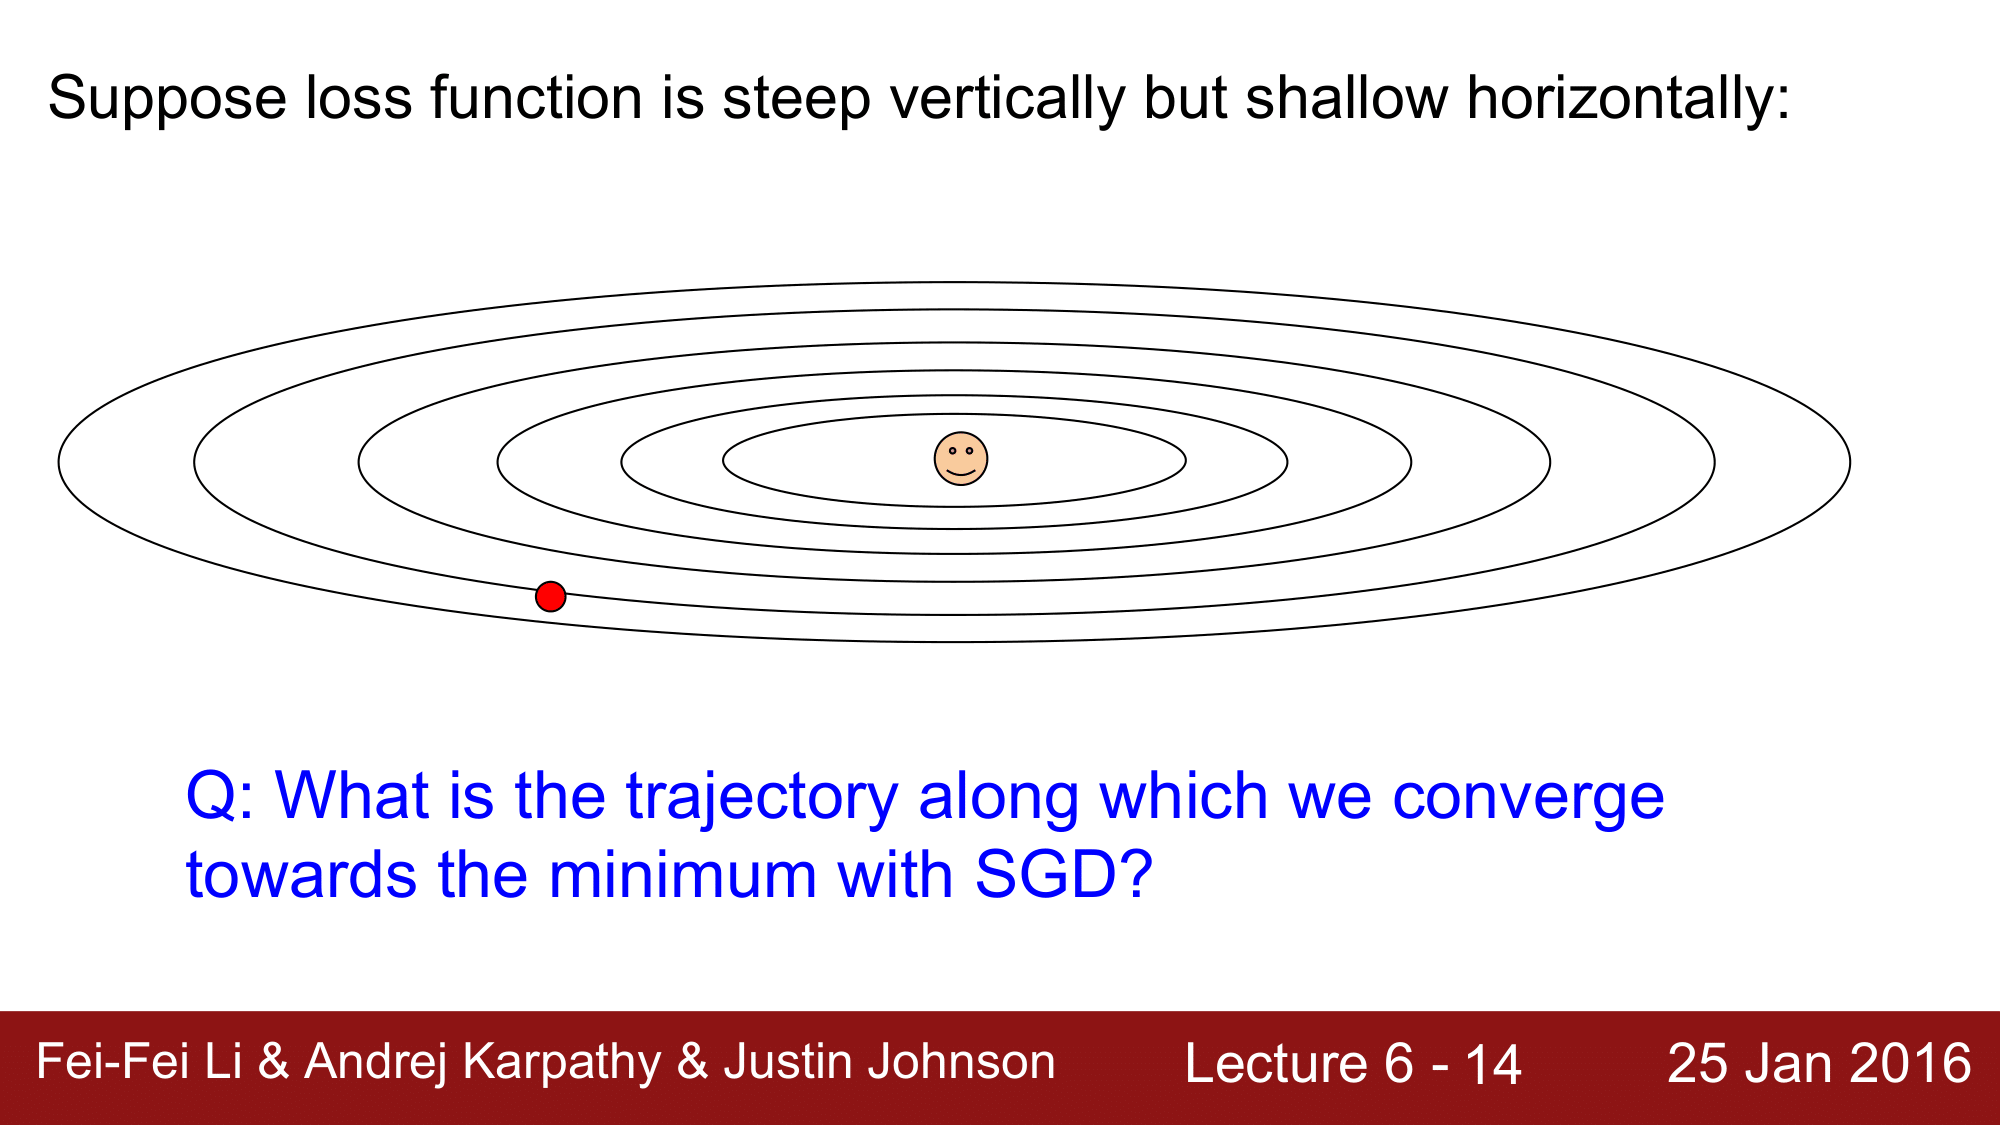 Suppose loss function is steep vertically but shallow horizontally:
Q: What is the trajectory along which we converge
towards the minimum with SGD?
Fei-Fei Li & Andrej Karpathy & Justin Johnson
Lecture 6 - 14
25 Jan 2016